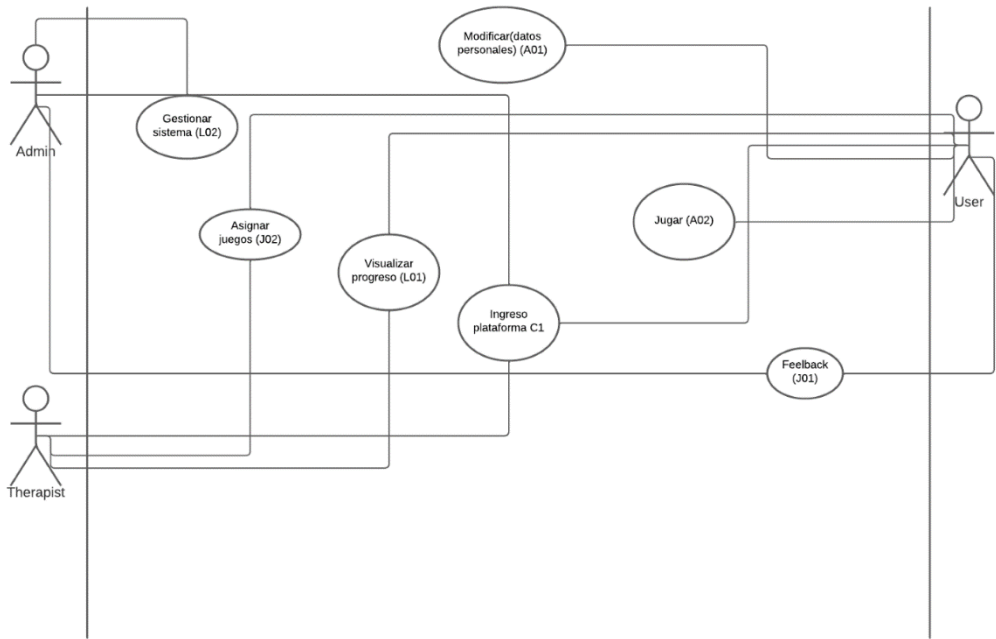 Modificar(datos
personales) (A01)
Gestionar
sistema (L02)
Admin
User
Asignar
juegos (J02)
Jugar (A02)
Visualizar
progreso (L01)
Ingreso
plataforma C1
Feelback
(J01)
Therapist